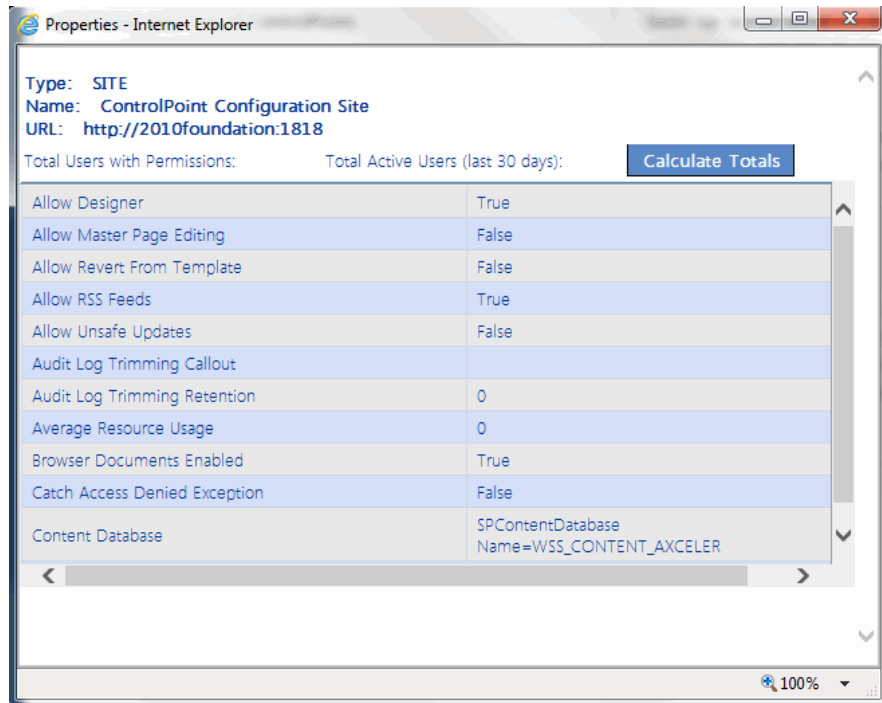 Properties - Internet Explorer
Type: SITE
Name: ControlPoint Configuration Site
URL: http://2010foundation:1818
Total Users with Permissions: Total Active Users (last 30 days): Calculate Totals
Allow Designer True
Allow Master Page Editing False
Allow Revert From Template False
Allow RSS Feeds True
Allow Unsafe Updates False
Audit Log Trimming Callout
Audit Log Trimming Retention 0
Average Resource Usage 0
Browser Documents Enabled True
Catch Access Denied Exception False
Content Database SPContentDatabase
Name=WSS_CONTENT_AXCELER
100%